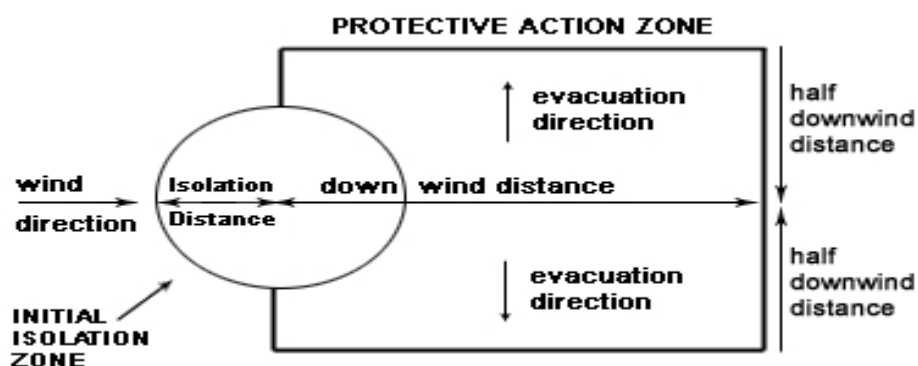 PROTECTIVE ACTION ZONE
evacuation
direction
half
downwind
distance
wind
direction
Isolation
Distance
down wind distance
evacuation
direction
half
downwind
distance
INITIAL
ISOLATION
ZONE